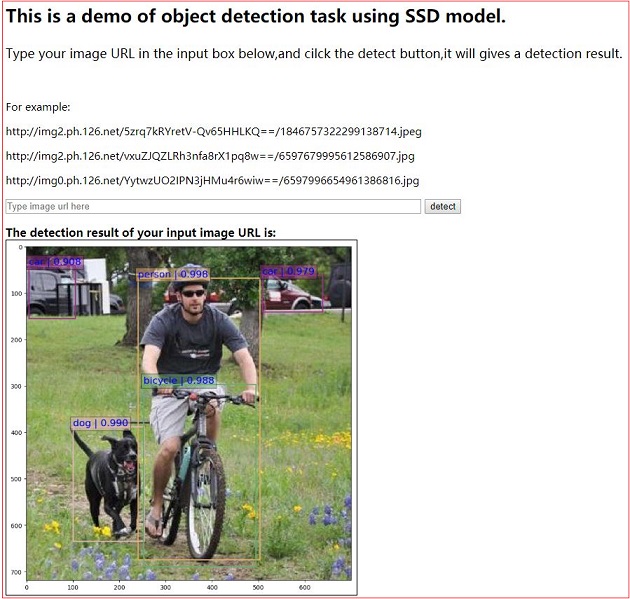 This is a demo of object detection task using SSD model.
Type your image URL in the input box below,and cilck the detect button,it will gives a detection result.
For example:
http://img2.ph.126.net/5zrq7kRYretV-Qv65HHLKQ==/1846757322299138714.jpeg
http://img2.ph.126.net/vxuZJQZLRh3nfa8rX1pq8w==/6597679995612586907.jpg
http://img0.ph.126.net/YytwzUO2IPN3jHMu4r6wiw==/6597996654961386816.jpg
Type image url here detect
The detection result of your input image URL is:
0
car | 0.908
person | 0.998
car | 0.979
100
200
bicycle | 0.988
300
dog | 0.990
400
500
600
700
0 100 200 300 400 500 600